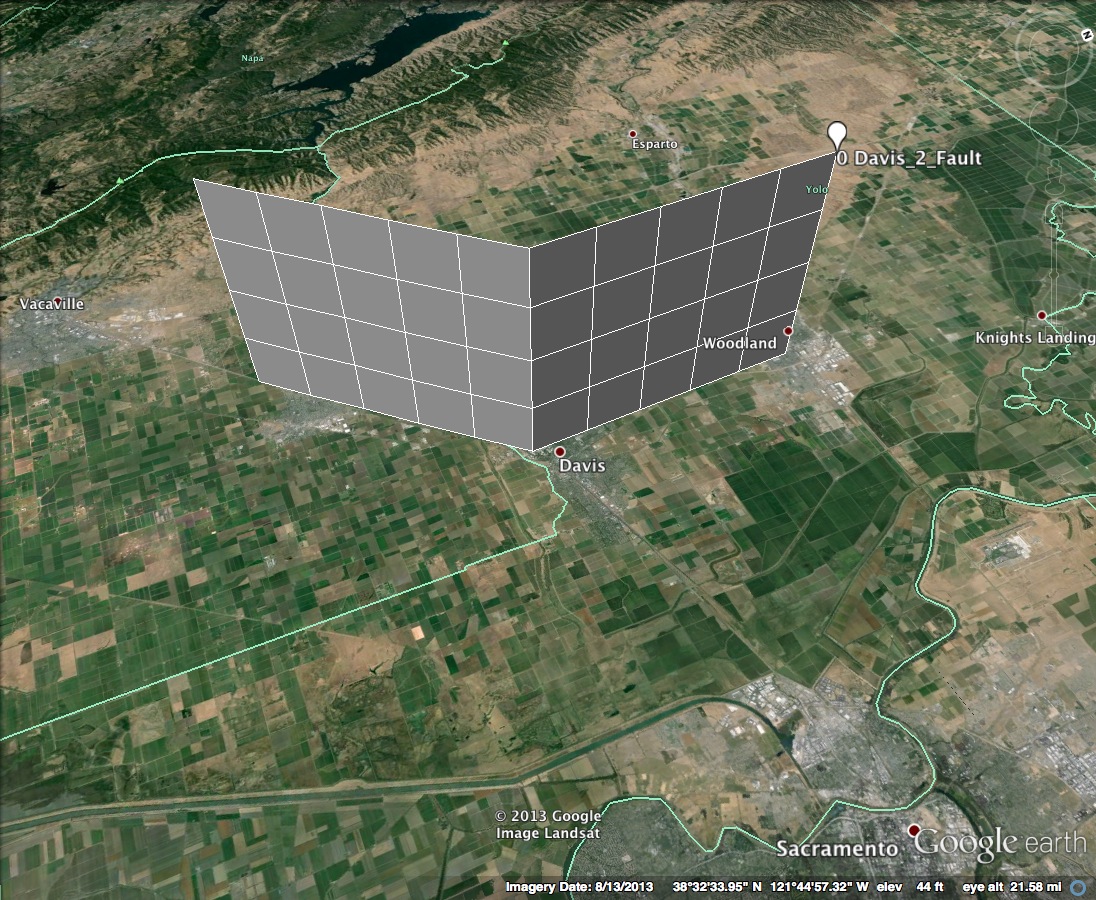 Napa
Esparto
0 Davis_2_Fault
Yolo
Vacaville
Woodland
Knights Landing
Davis
© 2013 Google
Image Landsat
Sacramento
Google earth
Imagery Date: 8/13/2013 38°32'33.95" N 121°44'57.32" W elev 44 ft eye alt 21.58 mi
N